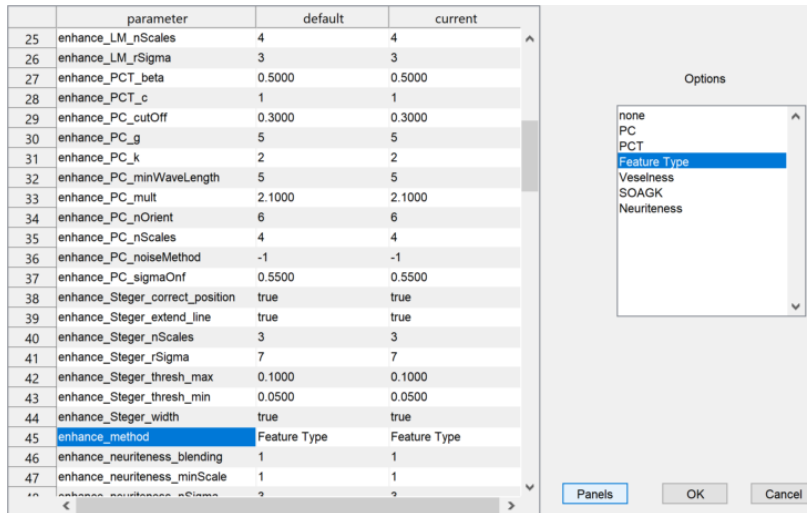 parameter default current
25 enhance_LM_nScales 4 4
26 enhance_LM_rSigma 3 3
27 enhance_PCT_beta 0.5000 0.5000
28 enhance_PCT_c 1 1
29 enhance_PC_cutOff 0.3000 0.3000
30 enhance_PC_g 5 5
31 enhance_PC_k 2 2
32 enhance_PC_minWaveLength 5 5
33 enhance_PC_mult 2.1000 2.1000
34 enhance_PC_nOrient 6 6
35 enhance_PC_nScales 4 4
36 enhance_PC_noiseMethod -1 -1
37 enhance_PC_sigmaOnf 0.5500 0.5500
38 enhance_Steger_correct_position true true
39 enhance_Steger_extend_line true true
40 enhance_Steger_nScales 3 3
41 enhance_Steger_rSigma 7 7
42 enhance_Steger_thresh_max 0.1000 0.1000
43 enhance_Steger_thresh_min 0.0500 0.0500
44 enhance_Steger_width true true
45 enhance_method Feature Type Feature Type
46 enhance_neuriteness_blending 1 1
47 enhance_neuriteness_minScale 1 1
Options
none
PC
PCT
Feature Type
Veselness
SOAGK
Neuriteness
Panels OK Cancel